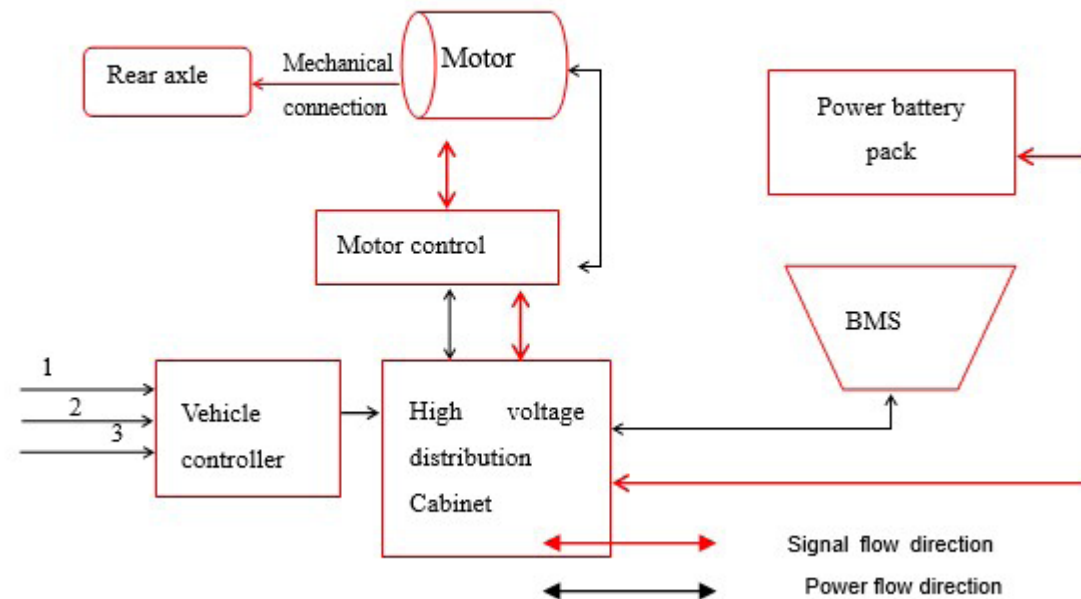 Rear axle
Mechanical
connection
Motor
Power battery
pack
Motor control
BMS
1
2
3
Vehicle
controller
High voltage
distribution
Cabinet
Signal flow direction
Power flow direction